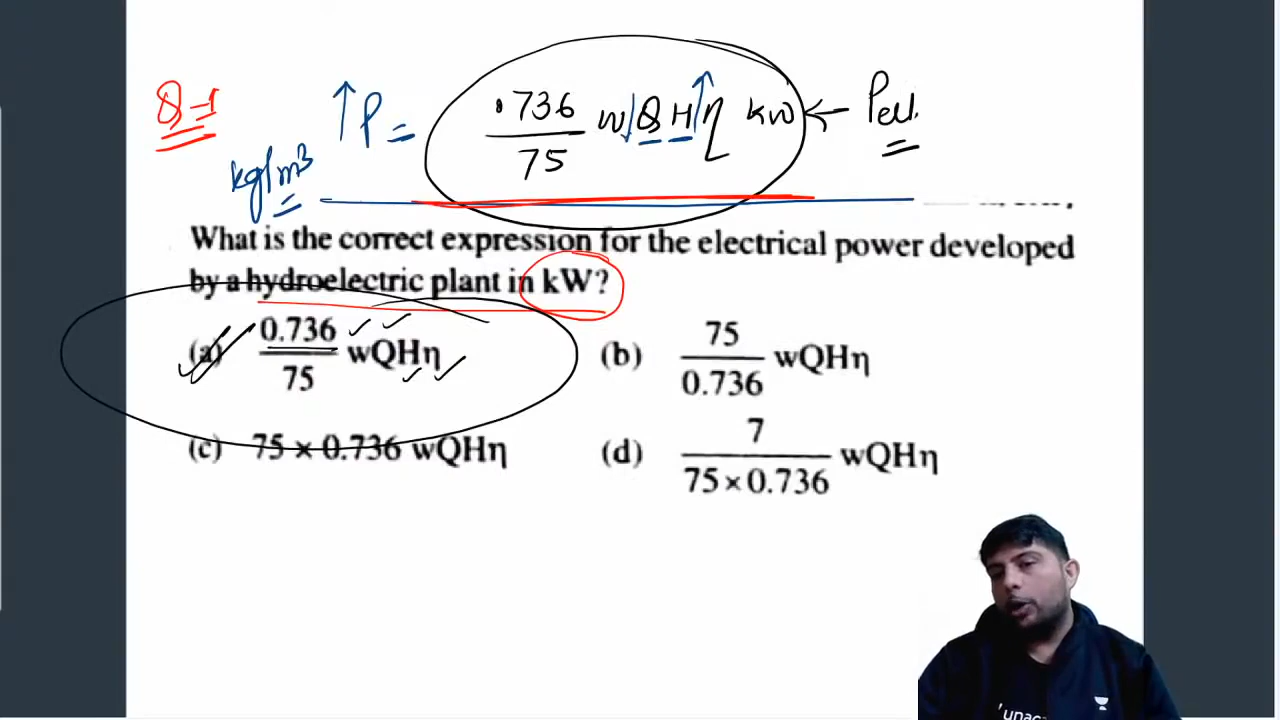 Q-1
↑P = .736/75 w Q H η kW ← Pele.
kg/m³
What is the correct expression for the electrical power developed
by a hydroelectric plant in kW?
(a) 0.736/75 wQHη (b) 75/0.736 wQHη
(c) 75 × 0.736 wQHη (d) 7/75×0.736 wQHη